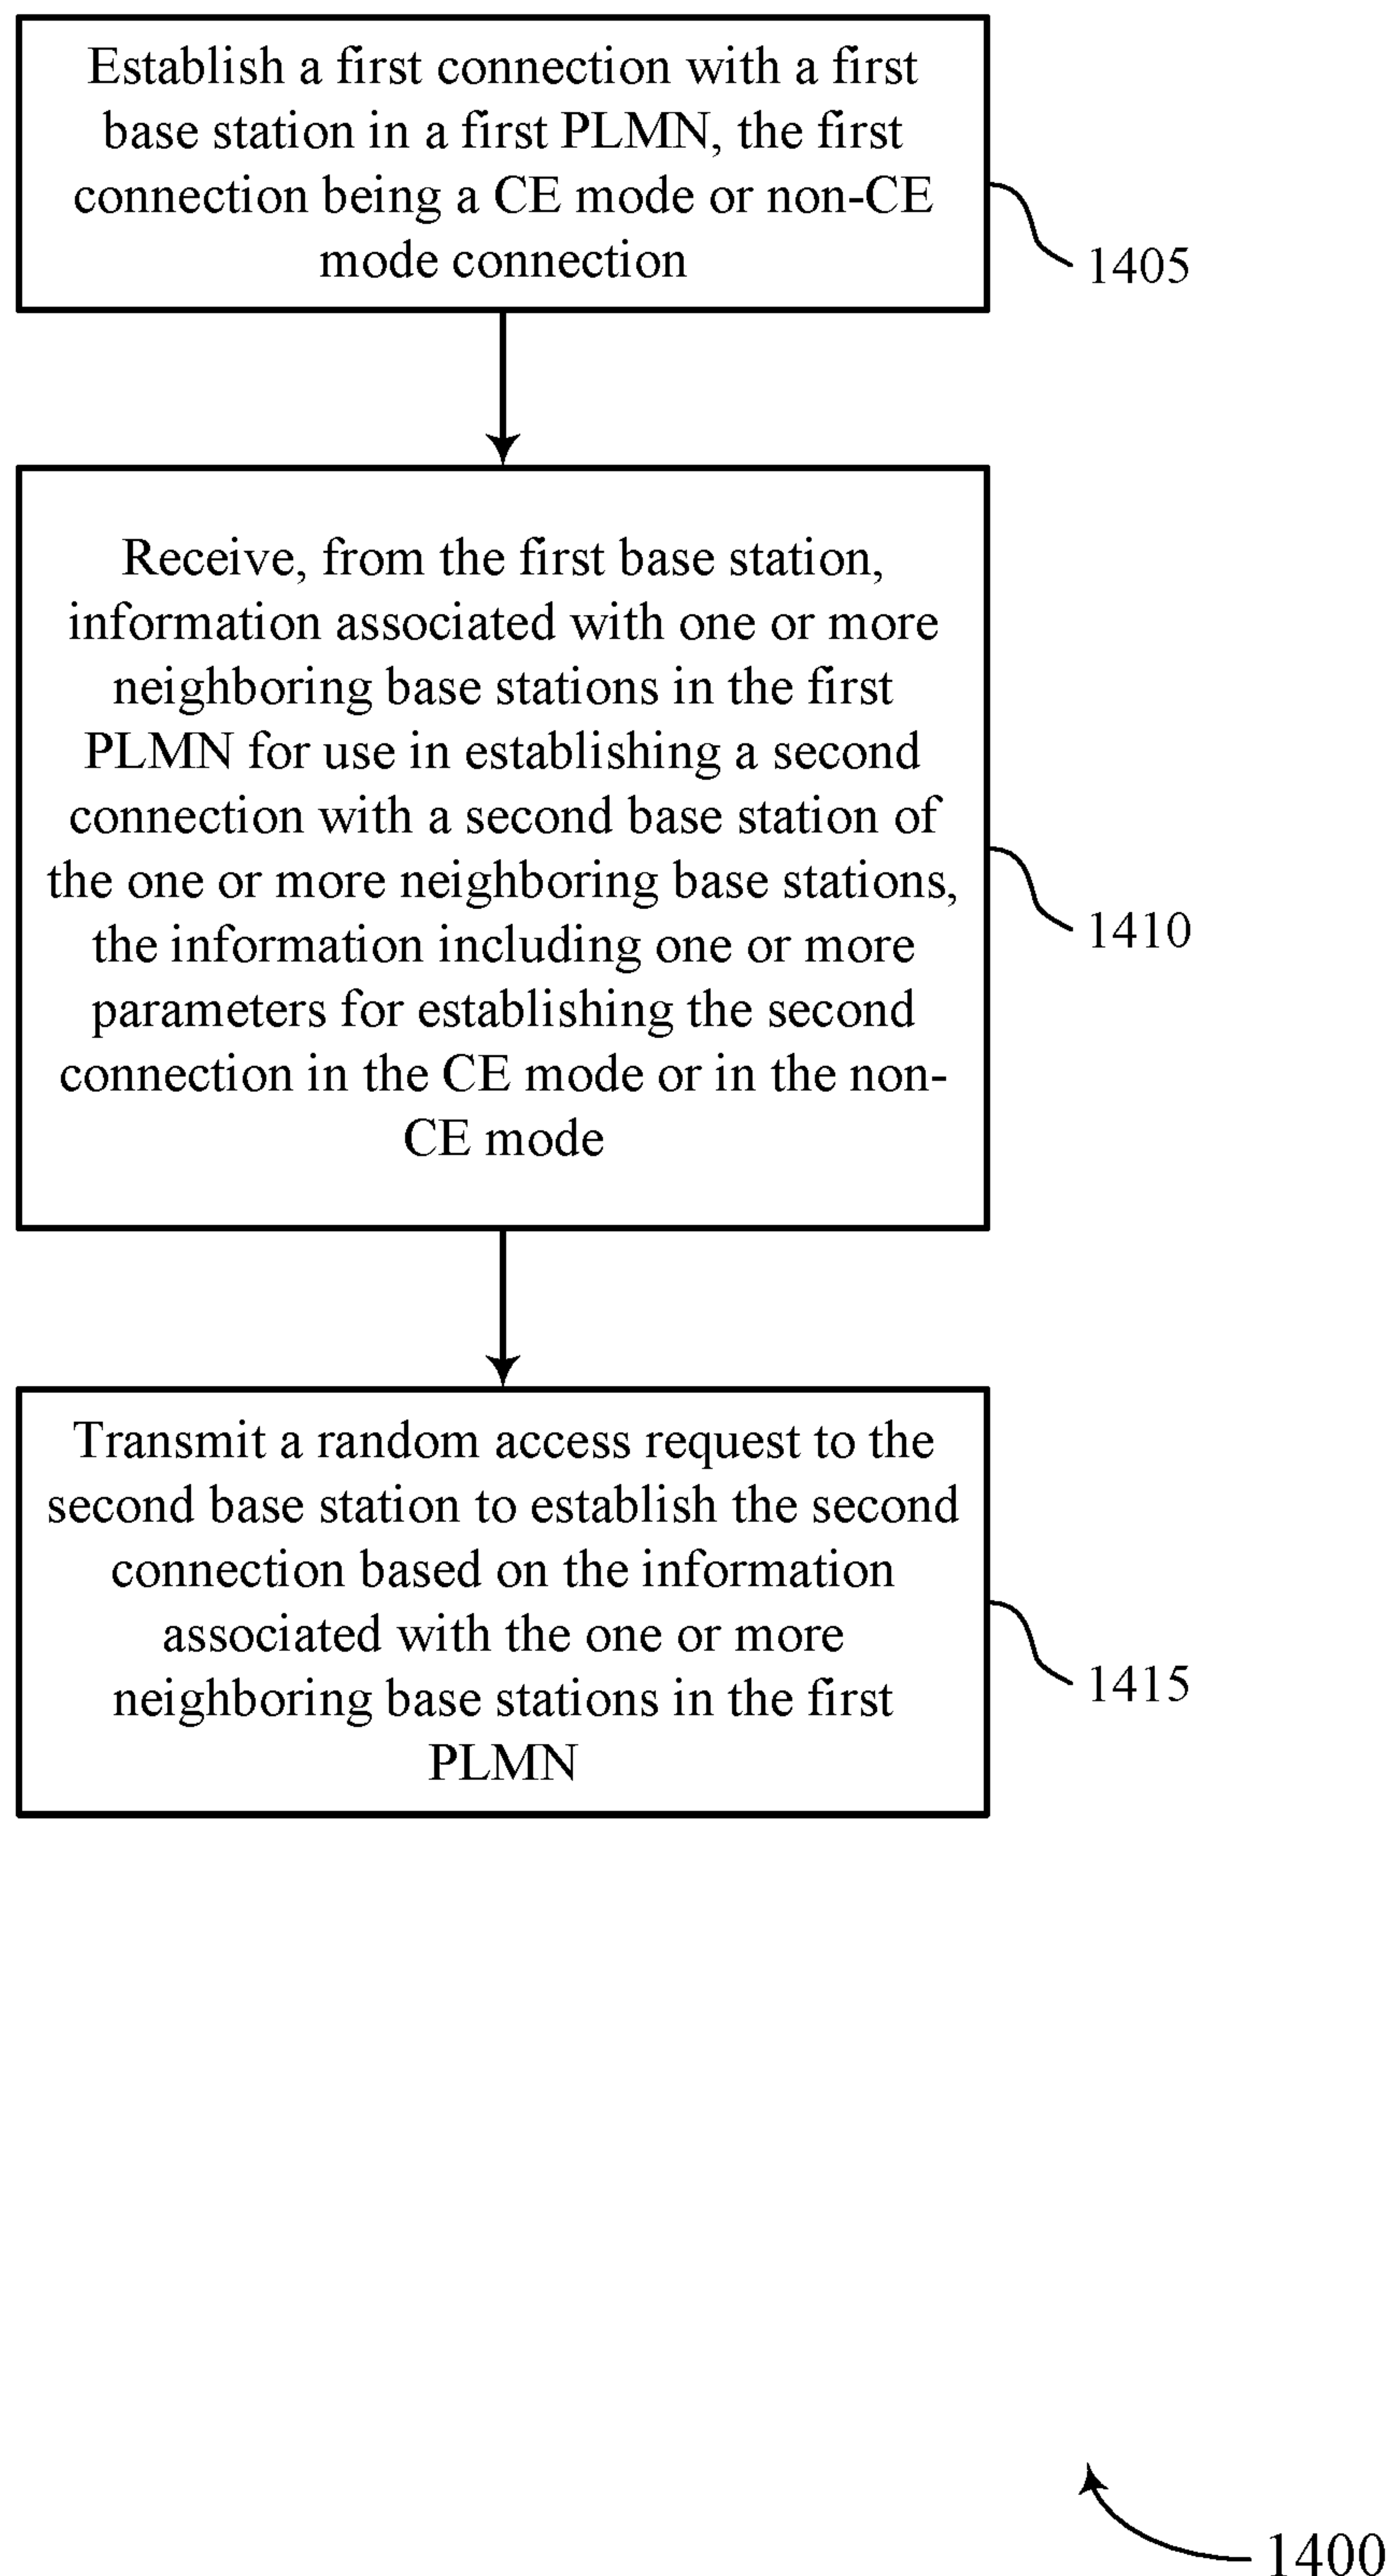 Establish a first connection with a first
base station in a first PLMN, the first
connection being a CE mode or non-CE
mode connection
1405
Receive, from the first base station,
information associated with one or more
neighboring base stations in the first
PLMN for use in establishing a second
connection with a second base station of
the one or more neighboring base stations,
the information including one or more
parameters for establishing the second
connection in the CE mode or in the non-
CE mode
1410
Transmit a random access request to the
second base station to establish the second
connection based on the information
associated with the one or more
neighboring base stations in the first
PLMN
1415
1400